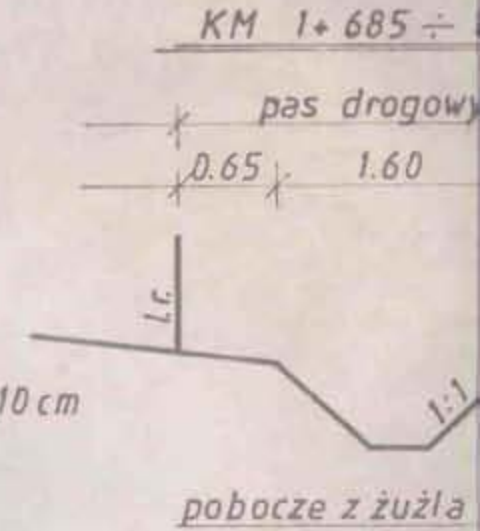 KM 1+685÷
pas drogowy
0.65 1.60
l.r.
10 cm
1:1
pobocze z żużla